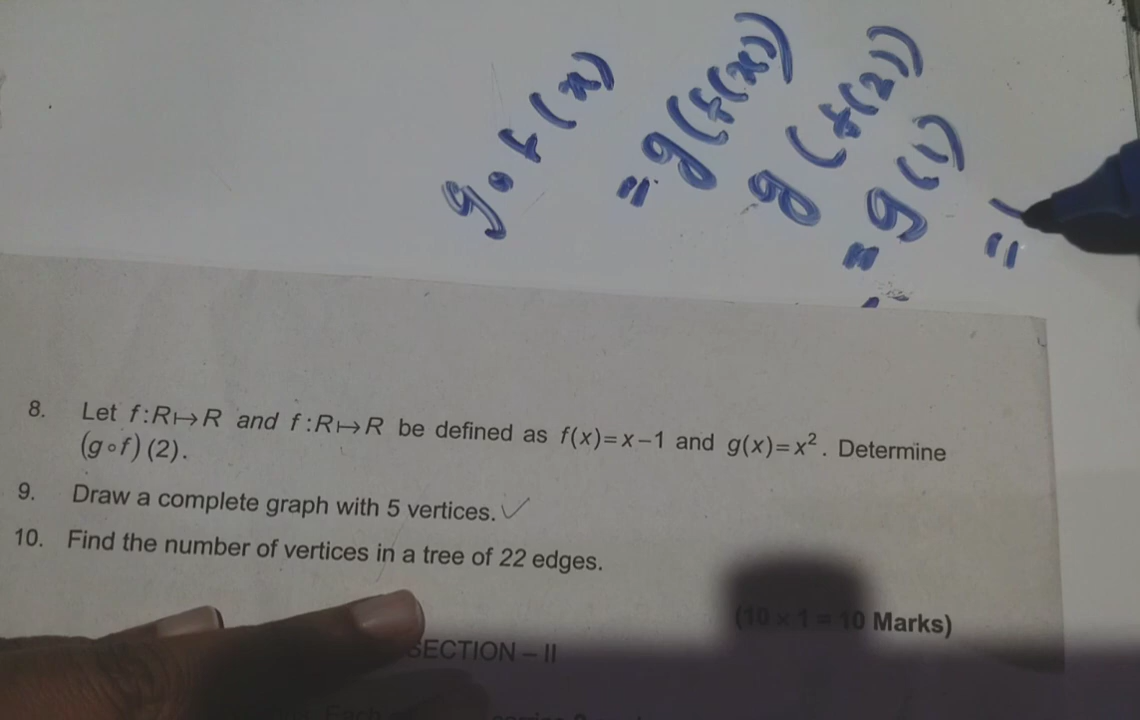 g∘f(x)
=g(f(x))
g(f(2))
=g(1)
=
8. Let f:R↦R and f:R↦R be defined as f(x)=x−1 and g(x)=x². Determine
(g∘f)(2).
9. Draw a complete graph with 5 vertices.
10. Find the number of vertices in a tree of 22 edges.
(10 × 1 = 10 Marks)
SECTION – II
Each